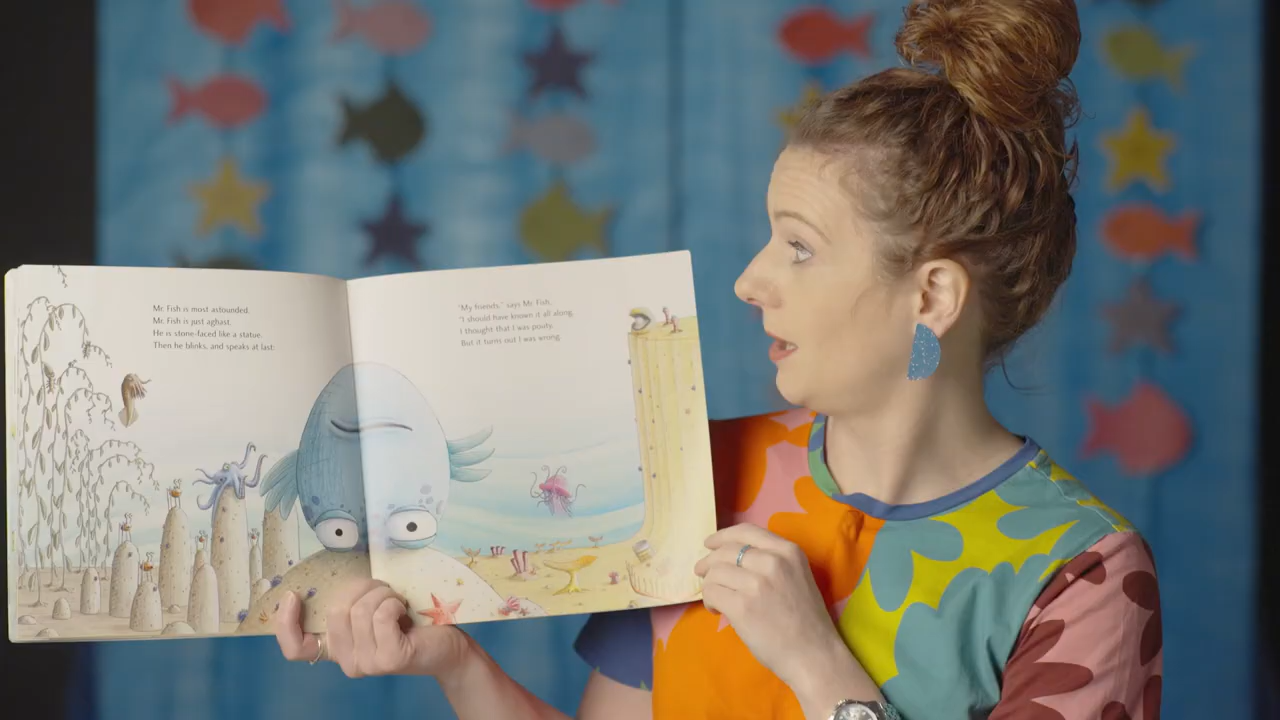 Mr. Fish is most astounded.
Mr. Fish is just aghast.
He is stone-faced like a statue.
Then he blinks, and speaks at last:
"My friends," says Mr. Fish,
"I should have known it all along.
I thought that I was pouty.
But it turns out I was wrong.